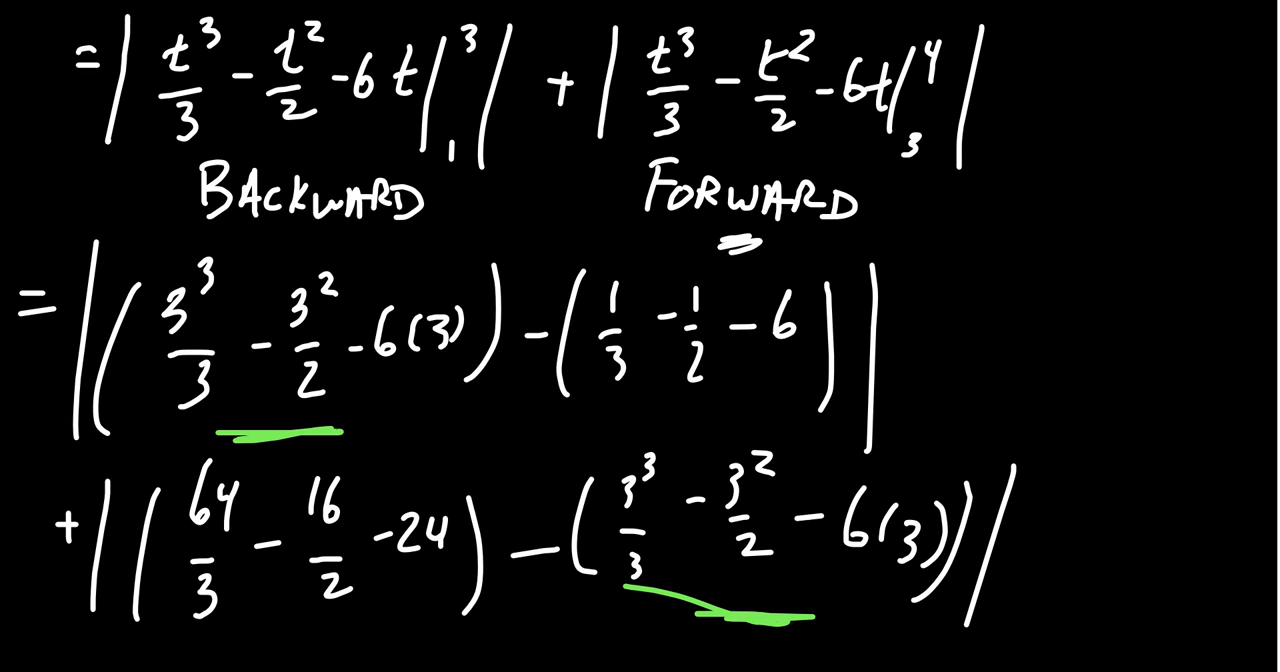 = | t³/3 - t²/2 - 6t |₁³ | + | t³/3 - t²/2 - 6t |₃⁴ |
BACKWARD FORWARD
= | ( 3³/3 - 3²/2 - 6(3) ) - ( 1/3 - 1/2 - 6 ) |
+ | ( 64/3 - 16/2 - 24 ) - ( 3³/3 - 3²/2 - 6(3) ) |